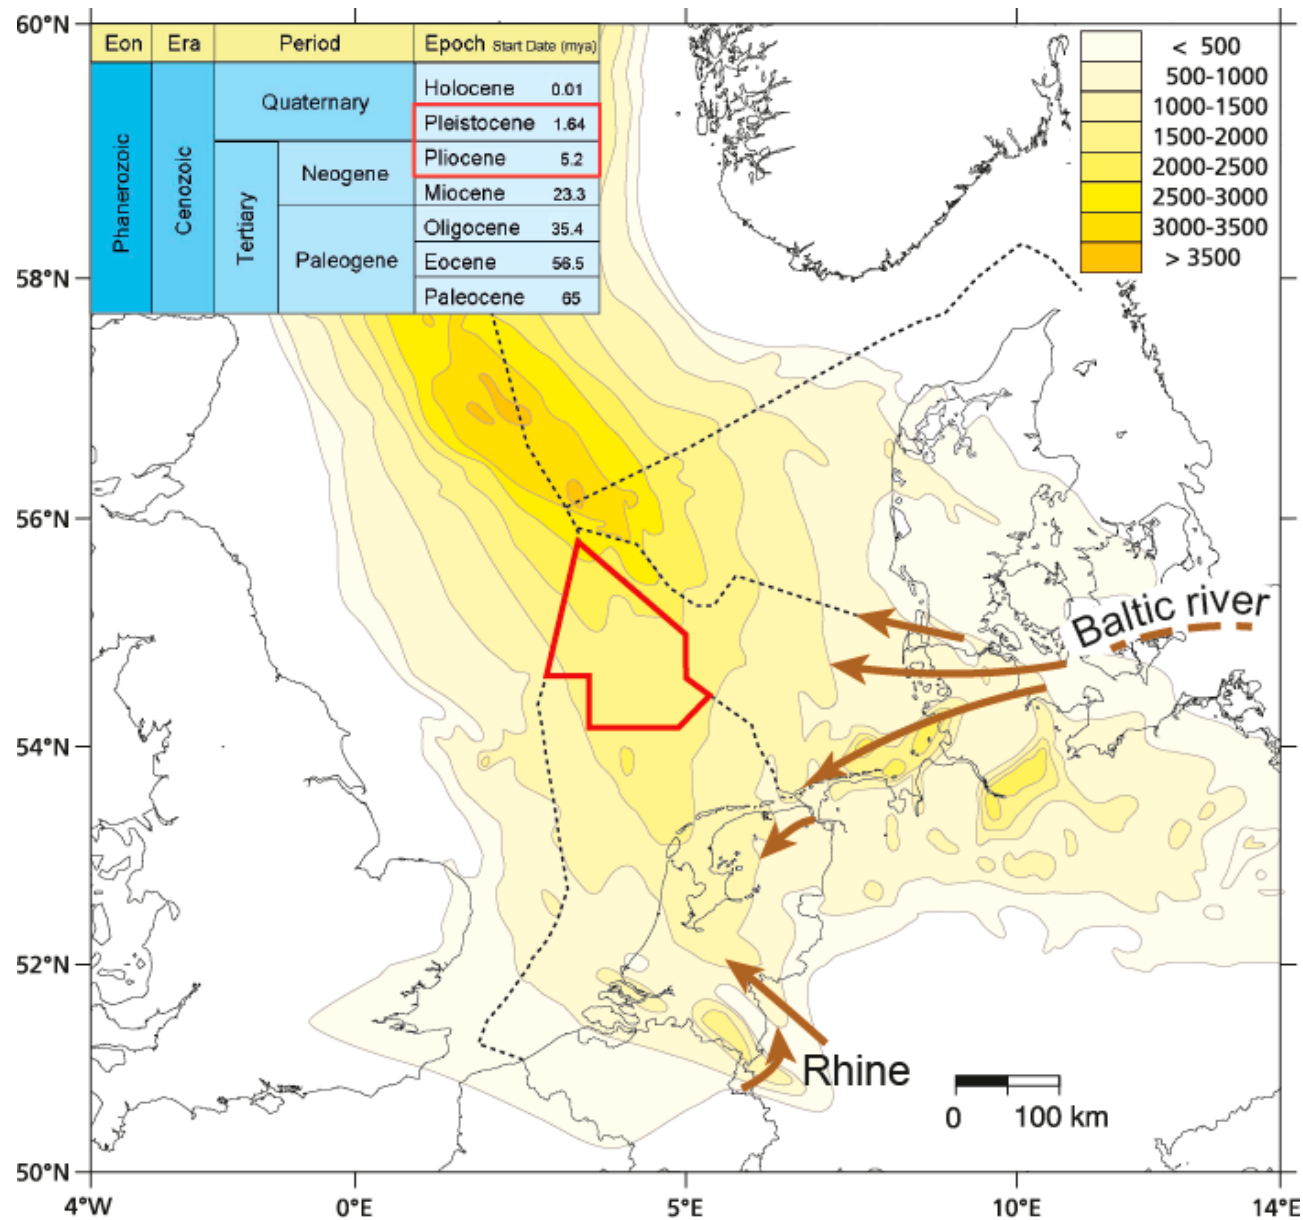 60°N
Eon Era Period Epoch Start Date (mya)
Phanerozoic
Cenozoic
Quaternary
Tertiary
Neogene
Paleogene
Holocene 0.01
Pleistocene 1.64
Pliocene 5.2
Miocene 23.3
Oligocene 35.4
Eocene 56.5
Paleocene 65
< 500
500-1000
1000-1500
1500-2000
2000-2500
2500-3000
3000-3500
> 3500
58°N
56°N
Baltic river
54°N
52°N
Rhine
0 100 km
50°N
4°W 0°E 5°E 10°E 14°E